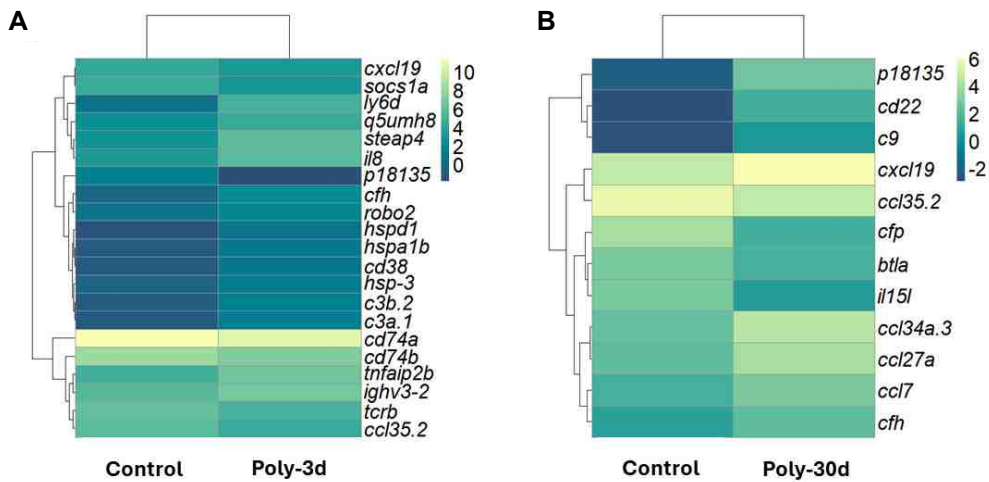 A
B
cxcl19
socs1a
ly6d
q5umh8
steap4
il8
p18135
cfh
robo2
hspd1
hspa1b
cd38
hsp-3
c3b.2
c3a.1
cd74a
cd74b
tnfaip2b
ighv3-2
tcrb
ccl35.2
10
8
6
4
2
0
Control
Poly-3d
p18135
cd22
c9
cxcl19
ccl35.2
cfp
btla
il15l
ccl34a.3
ccl27a
ccl7
cfh
6
4
2
0
-2
Control
Poly-30d